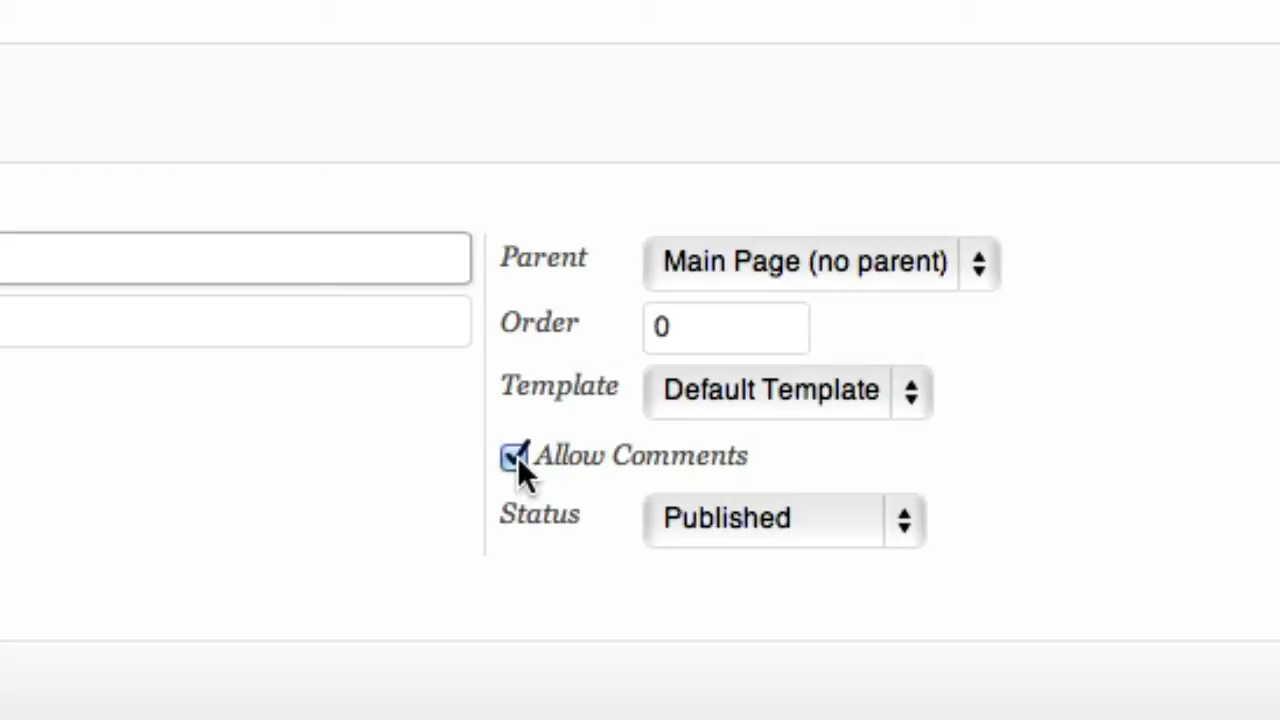 Parent Main Page (no parent)
Order 0
Template Default Template
Allow Comments
Status Published